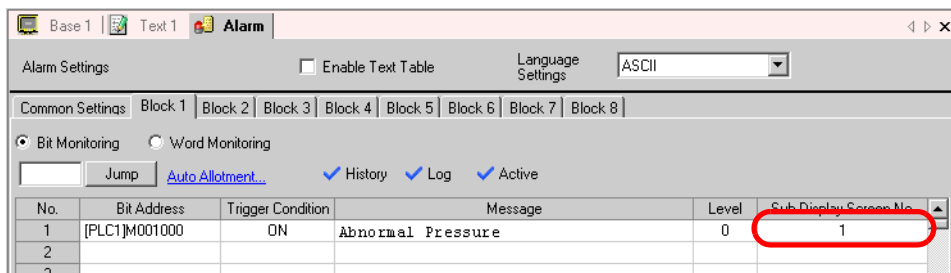 Base 1 Text 1 Alarm
Alarm Settings Enable Text Table Language Settings ASCII
Common Settings Block 1 Block 2 Block 3 Block 4 Block 5 Block 6 Block 7 Block 8
Bit Monitoring Word Monitoring
Jump Auto Allotment... History Log Active
No. Bit Address Trigger Condition Message Level Sub Display Screen No.
1 [PLC1]M001000 ON Abnormal Pressure 0 1
2